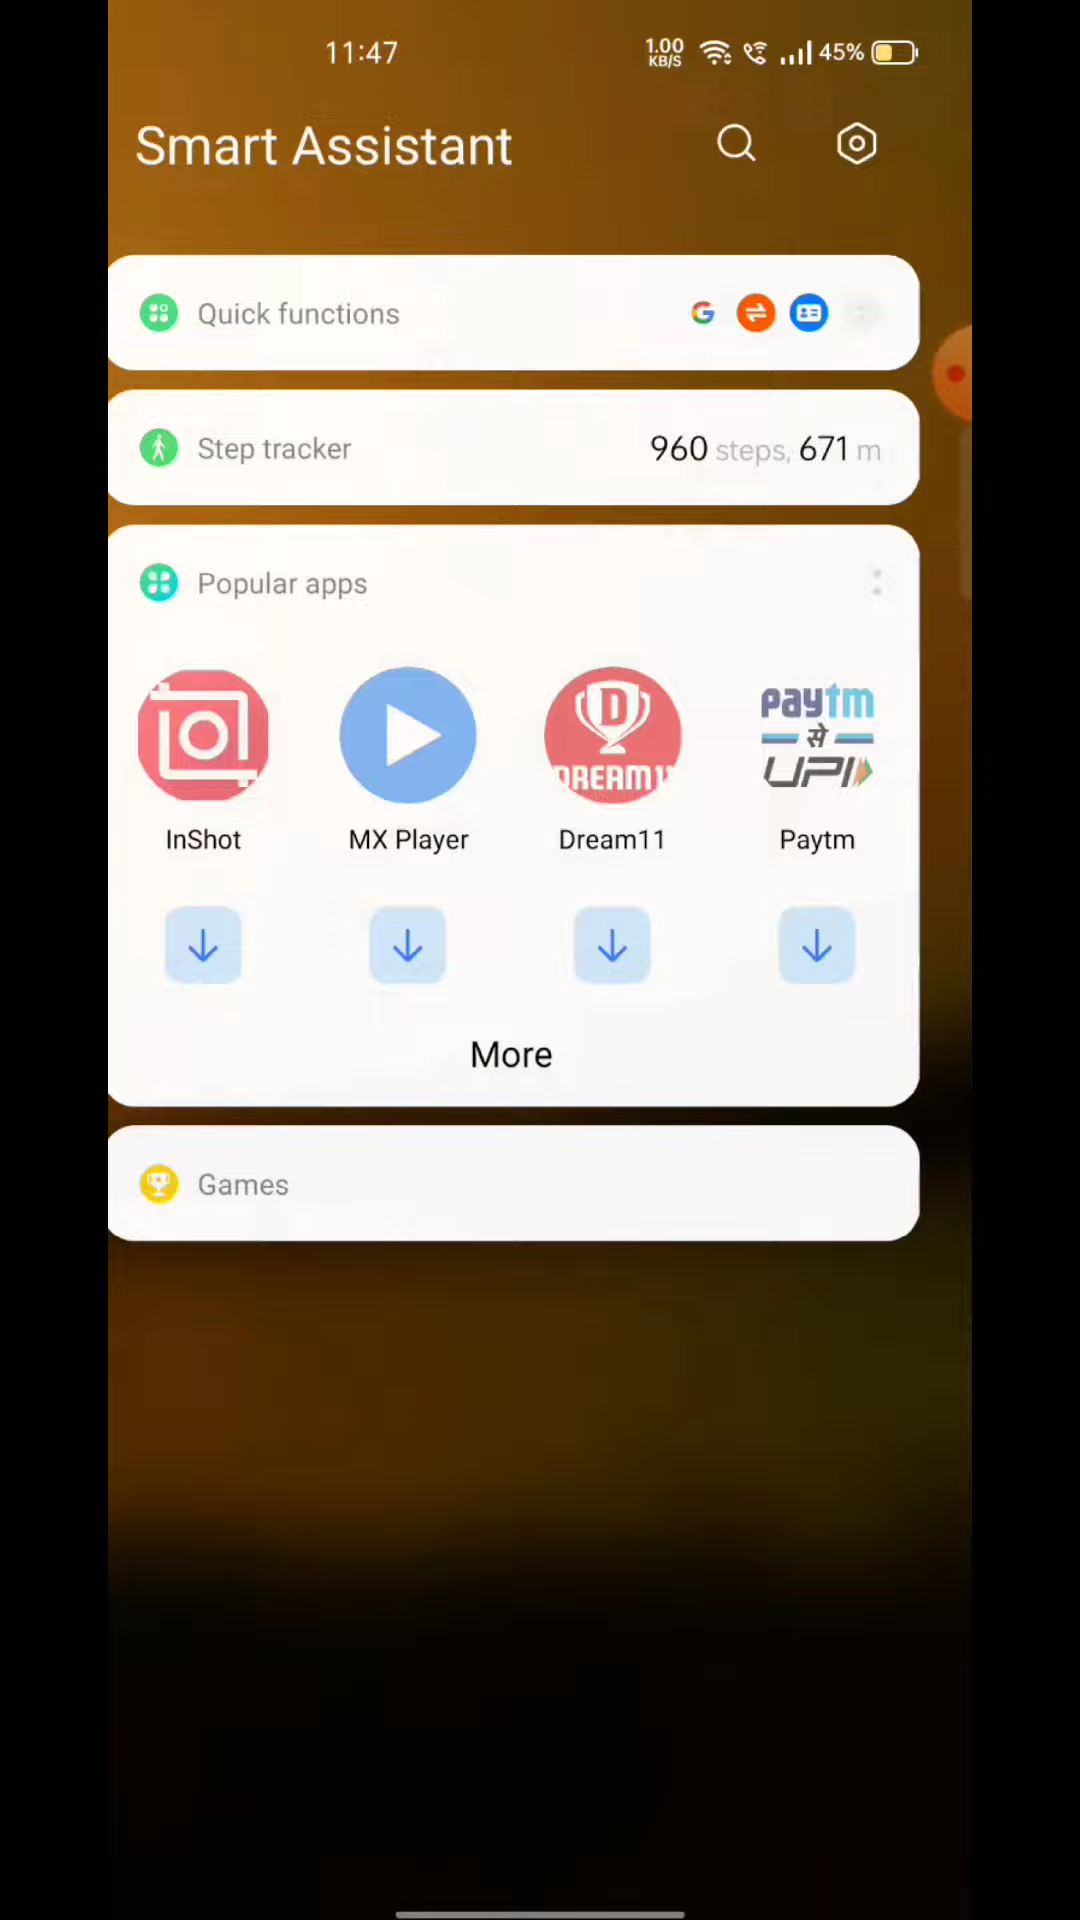 11:47
1.00 KB/S
45%
Smart Assistant
Quick functions
Step tracker
960 steps, 671 m
Popular apps
D
DREAM11
paytm
से
UPI
InShot
MX Player
Dream11
Paytm
More
Games